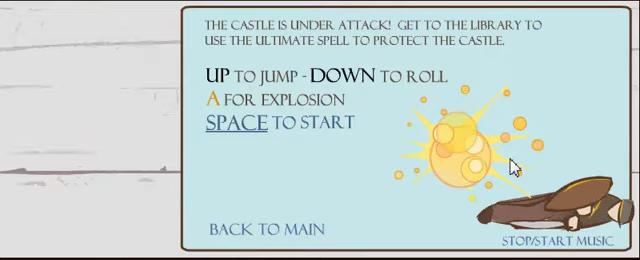 THE CASTLE IS UNDER ATTACK! GET TO THE LIBRARY TO
USE THE ULTIMATE SPELL TO PROTECT THE CASTLE.
UP TO JUMP - DOWN TO ROLL
A FOR EXPLOSION
SPACE TO START
BACK TO MAIN
STOP/START MUSIC